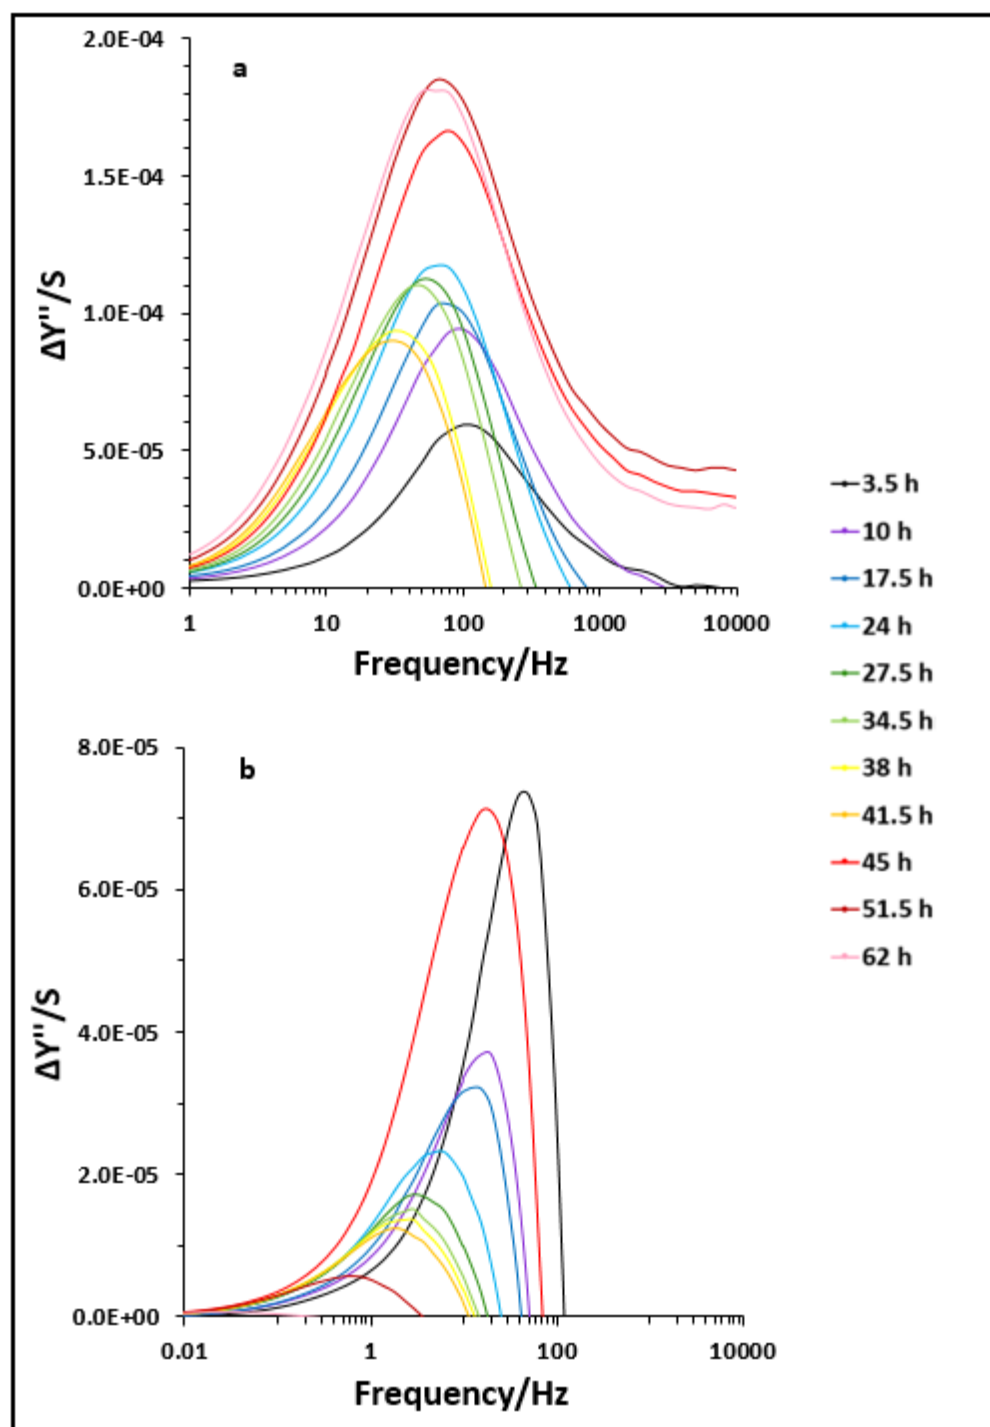 a
2.0E-04
1.5E-04
1.0E-04
5.0E-05
0.0E+00
ΔY''/S
1 10 100 1000 10000
Frequency/Hz
3.5 h
10 h
17.5 h
24 h
27.5 h
34.5 h
38 h
41.5 h
45 h
51.5 h
62 h
b
8.0E-05
6.0E-05
4.0E-05
2.0E-05
0.0E+00
ΔY''/S
0.01 1 100 10000
Frequency/Hz